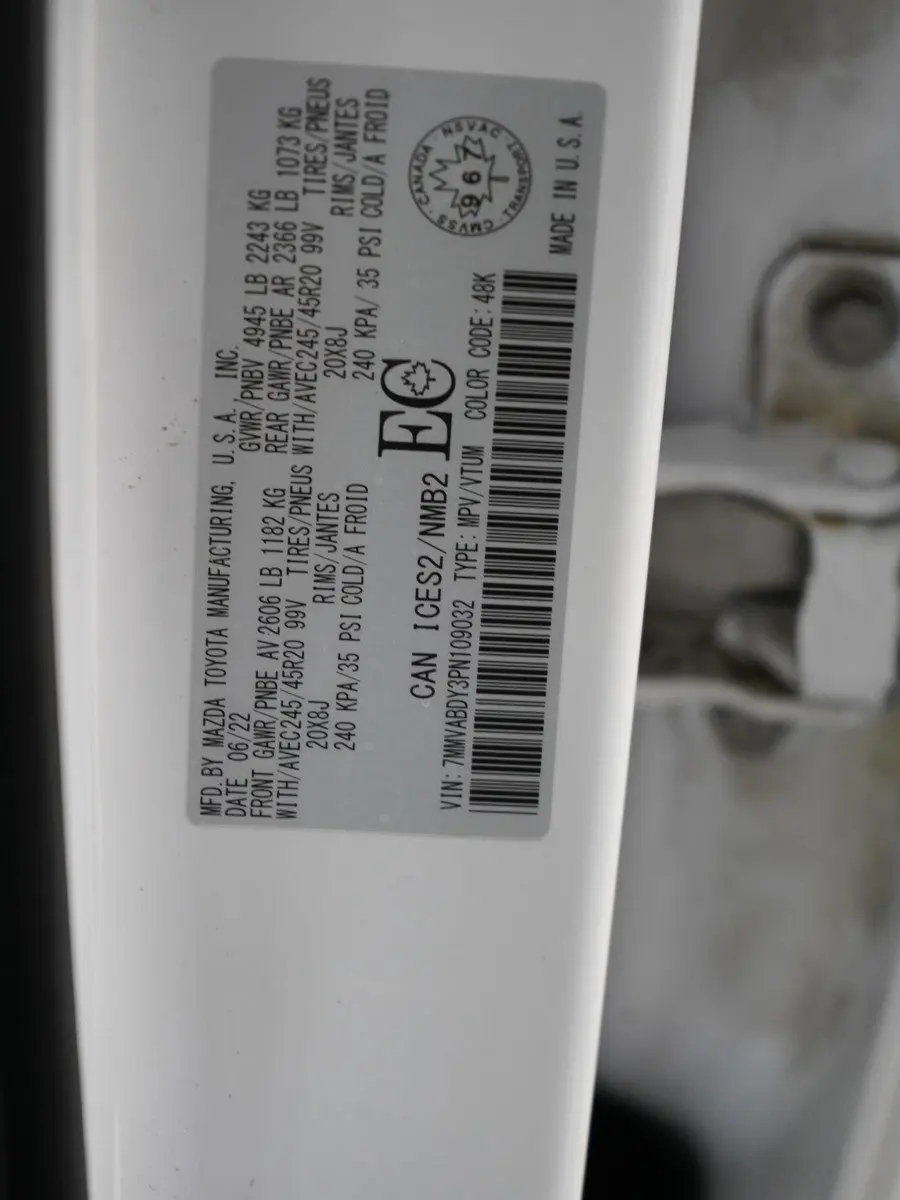 MFD. BY MAZDA TOYOTA MANUFACTURING, U.S.A. INC.
DATE 06/22 GVWR/PNBV 4945 LB 2243 KG
FRONT GAWR/PNBE AV 2606 LB 1182 KG REAR GAWR/PNBE AR 2366 LB 1073 KG
WITH/AVEC245/45R20 99V TIRES/PNEUS WITH/AVEC245/45R20 99V TIRES/PNEUS
20X8J RIMS/JANTES 20X8J RIMS/JANTES
240 KPA/35 PSI COLD/A FROID 240 KPA/ 35 PSI COLD/A FROID
CAN ICES2/NMB2 EC
CANADA · NSVAC · TRANSPORT · CMVSS ·
967
T
VIN: 7MMVABDY3PN109032 TYPE: MPV/VTUM COLOR CODE: 48K
MADE IN U.S.A.